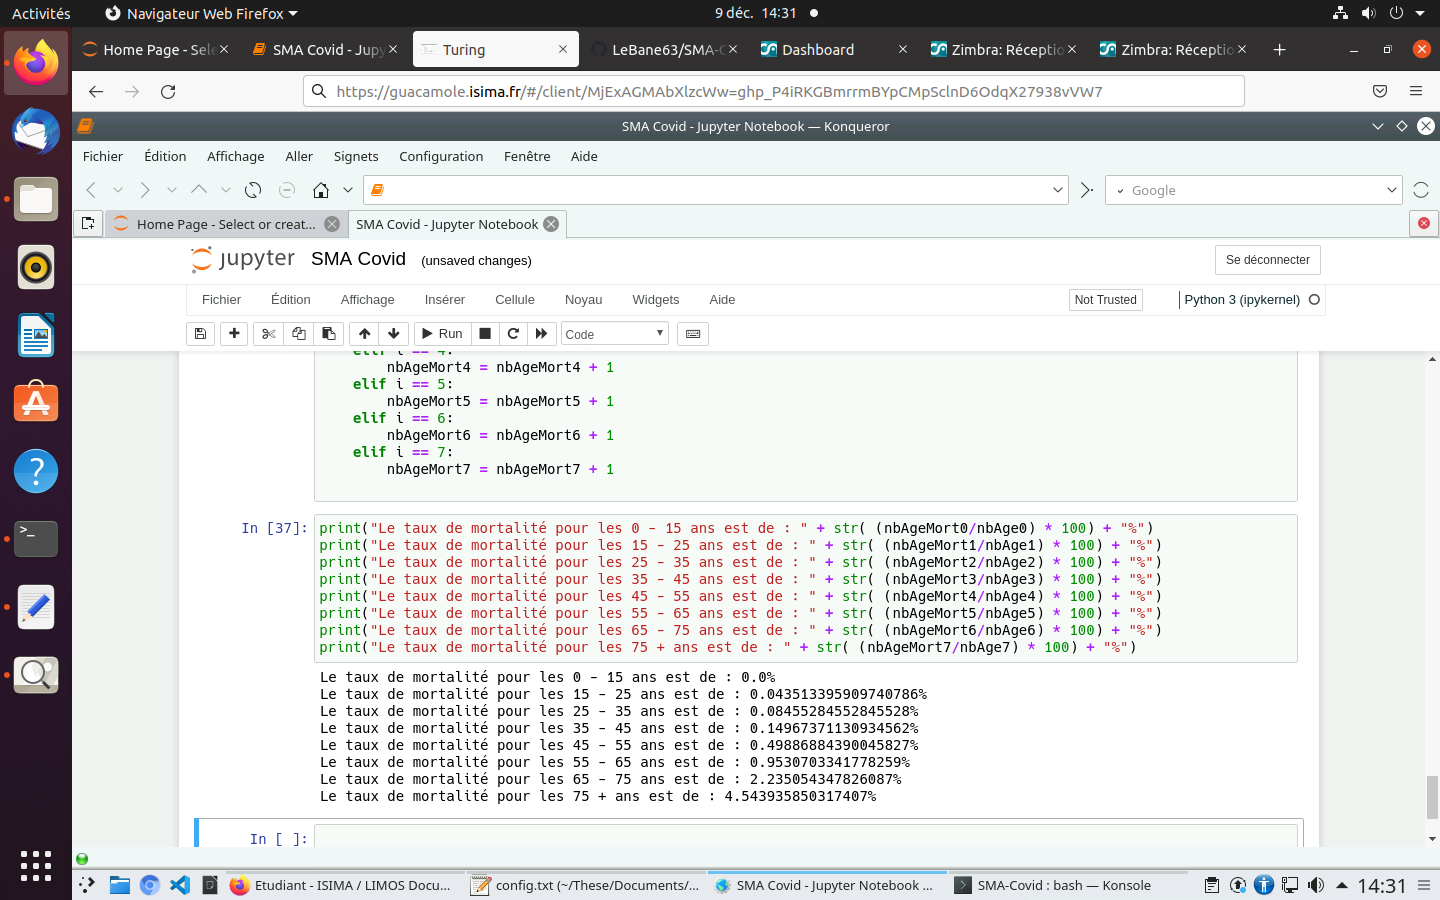 Activités
Navigateur Web Firefox
9 déc. 14:31
Home Page - Sele
SMA Covid - Jupy
Turing
LeBane63/SMA-C
Dashboard
Zimbra: Réceptio
Zimbra: Réceptio
https://guacamole.isima.fr/#/client/MjExAGMAbXlzcWw=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
SMA Covid - Jupyter Notebook — Konqueror
Fichier Édition Affichage Aller Signets Configuration Fenêtre Aide
Google
Home Page - Select or creat...
SMA Covid - Jupyter Notebook
jupyter SMA Covid (unsaved changes)
Se déconnecter
Fichier Édition Affichage Insérer Cellule Noyau Widgets Aide
Not Trusted
Python 3 (ipykernel)
Run
Code
elif i == 4:
nbAgeMort4 = nbAgeMort4 + 1
elif i == 5:
nbAgeMort5 = nbAgeMort5 + 1
elif i == 6:
nbAgeMort6 = nbAgeMort6 + 1
elif i == 7:
nbAgeMort7 = nbAgeMort7 + 1
In [37]:
print("Le taux de mortalité pour les 0 - 15 ans est de : " + str( (nbAgeMort0/nbAge0) * 100) + "%")
print("Le taux de mortalité pour les 15 - 25 ans est de : " + str( (nbAgeMort1/nbAge1) * 100) + "%")
print("Le taux de mortalité pour les 25 - 35 ans est de : " + str( (nbAgeMort2/nbAge2) * 100) + "%")
print("Le taux de mortalité pour les 35 - 45 ans est de : " + str( (nbAgeMort3/nbAge3) * 100) + "%")
print("Le taux de mortalité pour les 45 - 55 ans est de : " + str( (nbAgeMort4/nbAge4) * 100) + "%")
print("Le taux de mortalité pour les 55 - 65 ans est de : " + str( (nbAgeMort5/nbAge5) * 100) + "%")
print("Le taux de mortalité pour les 65 - 75 ans est de : " + str( (nbAgeMort6/nbAge6) * 100) + "%")
print("Le taux de mortalité pour les 75 + ans est de : " + str( (nbAgeMort7/nbAge7) * 100) + "%")
Le taux de mortalité pour les 0 - 15 ans est de : 0.0%
Le taux de mortalité pour les 15 - 25 ans est de : 0.043513395909740786%
Le taux de mortalité pour les 25 - 35 ans est de : 0.08455284552845528%
Le taux de mortalité pour les 35 - 45 ans est de : 0.14967371130934562%
Le taux de mortalité pour les 45 - 55 ans est de : 0.49886884390045827%
Le taux de mortalité pour les 55 - 65 ans est de : 0.9530703341778259%
Le taux de mortalité pour les 65 - 75 ans est de : 2.235054347826087%
Le taux de mortalité pour les 75 + ans est de : 4.543935850317407%
In [ ]:
Etudiant - ISIMA / LIMOS Docu...
config.txt (~/These/Documents/...
SMA Covid - Jupyter Notebook ...
SMA-Covid : bash — Konsole
14:31